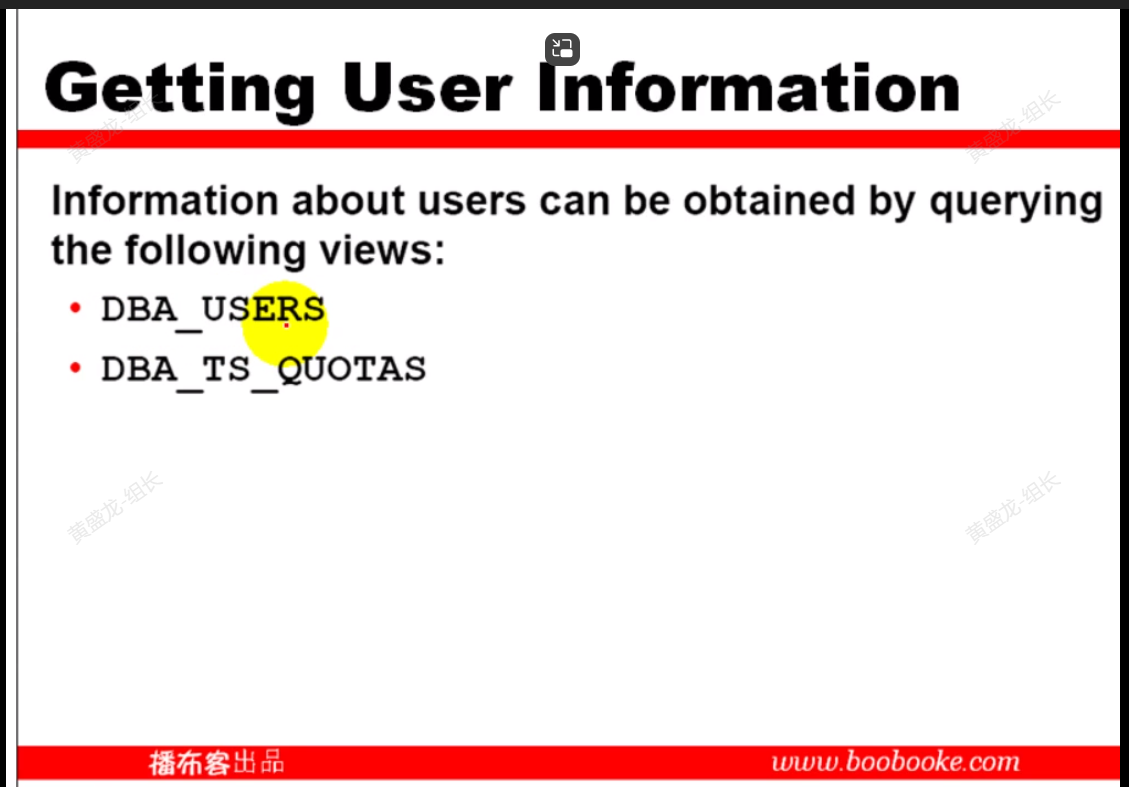 Getting User Information
黄盛龙-组长
黄盛龙-组长
Information about users can be obtained by querying
the following views:
• DBA_USERS
• DBA_TS_QUOTAS
黄盛龙-组长
黄盛龙-组长
播布客出品
www.boobooke.com